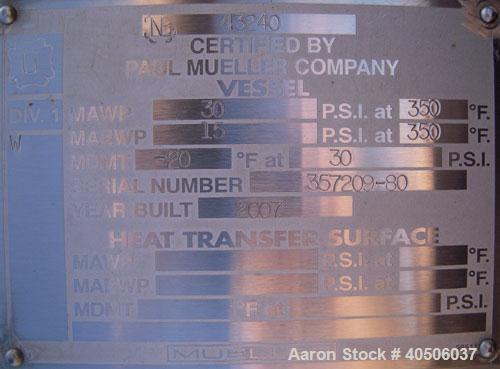 NB 43240
CERTIFIED BY
PAUL MUELLER COMPANY
U
VESSEL
DIV. 1 MAWP 30 P.S.I. at 350 °F.
W MAEWP 15 P.S.I. at 350 °F.
MDMT -20 °F at 30 P.S.I.
SERIAL NUMBER 357209-80
YEAR BUILT 2007
HEAT TRANSFER SURFACE
MAWP P.S.I. at °F.
MAEWP P.S.I. at °F.
MDMT °F at P.S.I.
Aaron Stock # 40506037